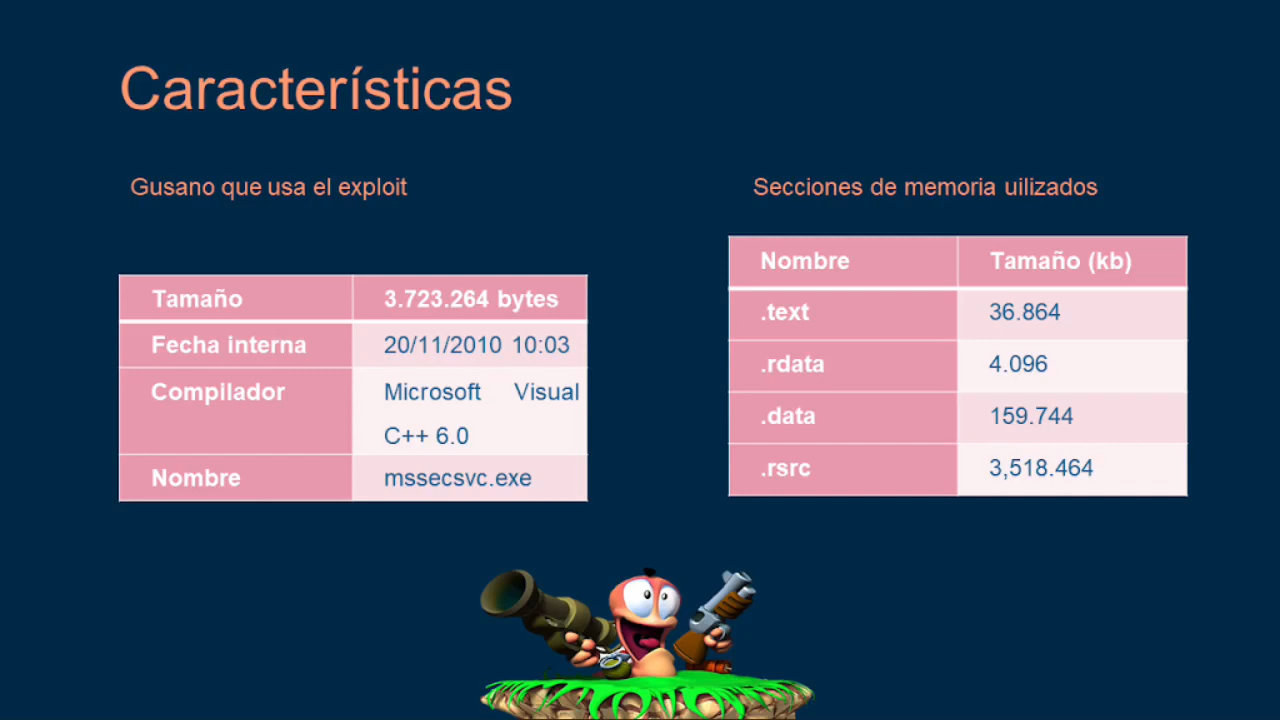 Características
Gusano que usa el exploit
Tamaño 3.723.264 bytes
Fecha interna 20/11/2010 10:03
Compilador Microsoft Visual
C++ 6.0
Nombre mssecsvc.exe
Secciones de memoria uilizados
Nombre Tamaño (kb)
.text 36.864
.rdata 4.096
.data 159.744
.rsrc 3,518.464